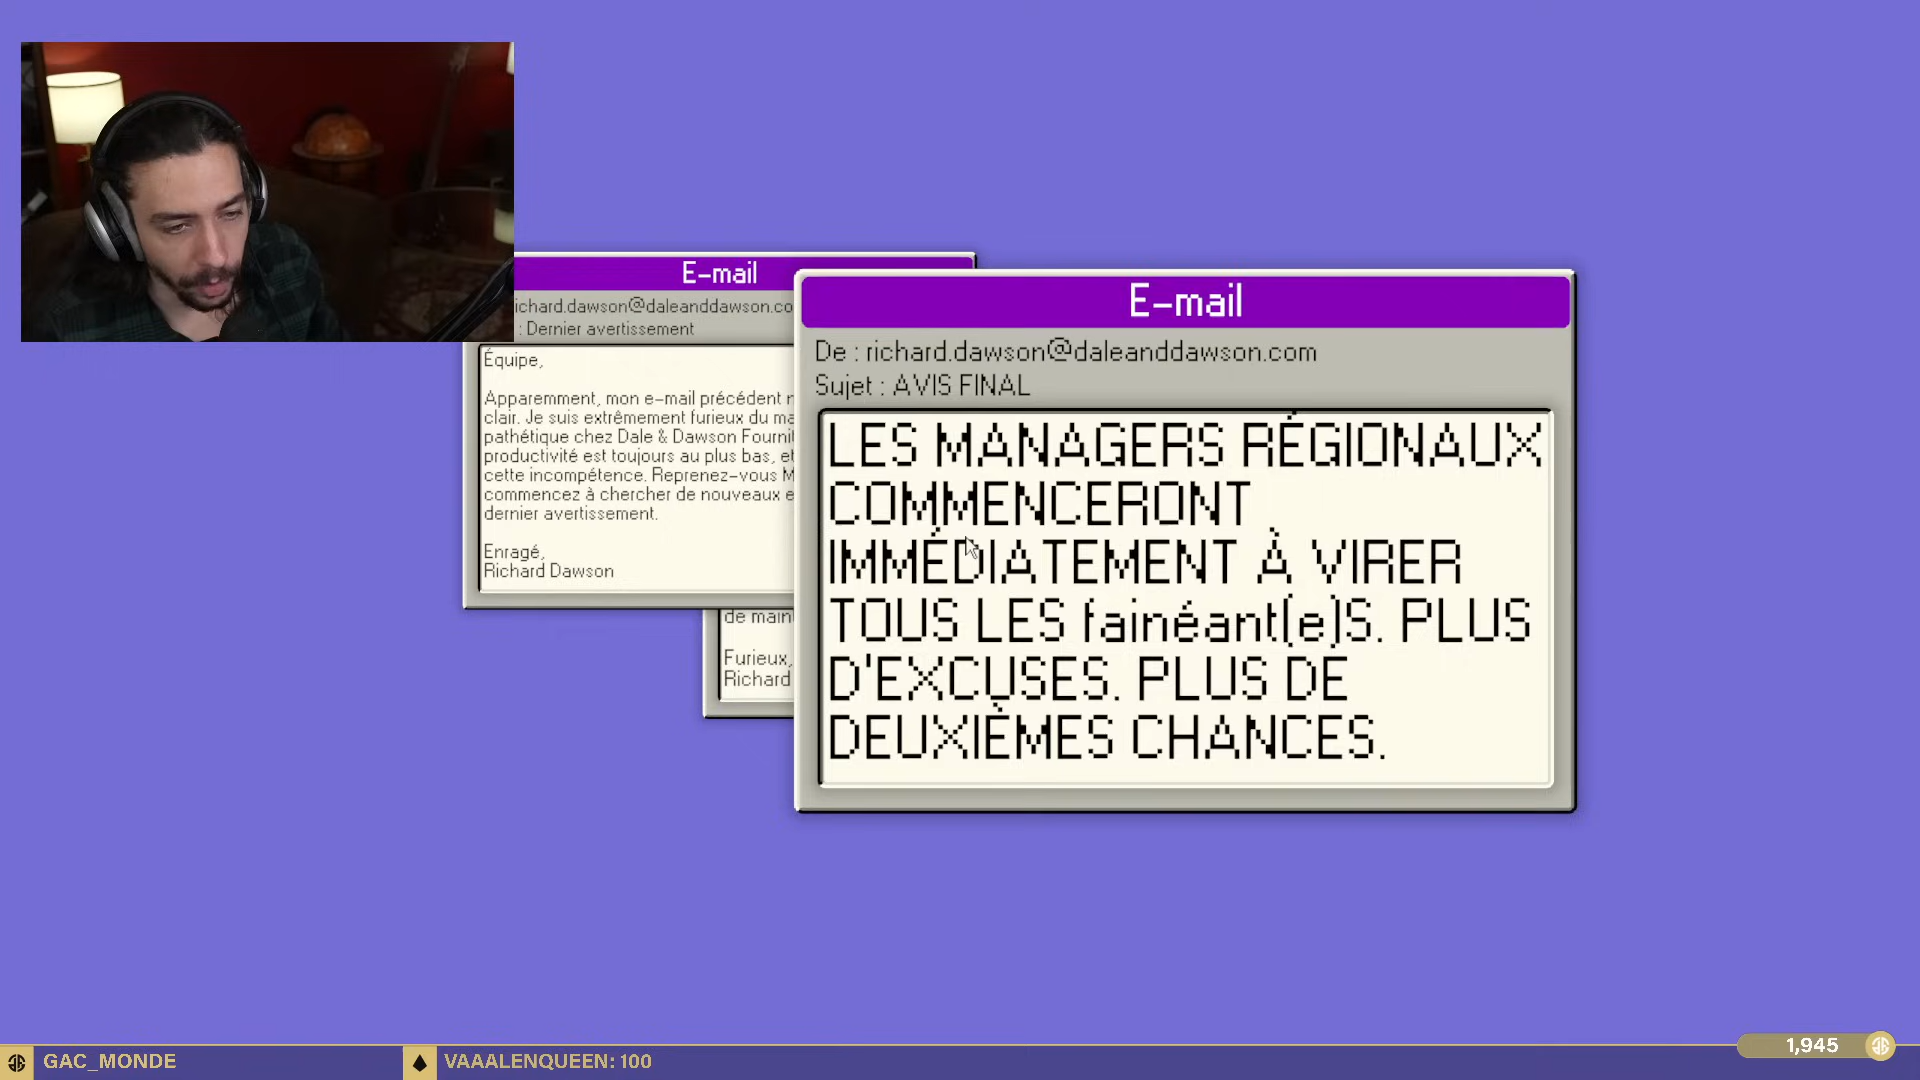 E-mail
ichard.dawson@daleanddawson.co
: Dernier avertissement
Équipe,
Apparemment, mon e-mail précédent
clair. Je suis extrêmement furieux du
pathétique chez Dale & Dawson
productivité est toujours au plus bas,
cette incompétence. Reprenez-vous
commencez à chercher de nouveaux
dernier avertissement.
Enragé,
Richard Dawson
de main
Furieux,
Richard
E-mail
De : richard.dawson@daleanddawson.com
Sujet : AVIS FINAL
LES MANAGERS RÉGIONAUX
COMMENCERONT
IMMÉDIATEMENT À VIRER
TOUS LES fainéant(e)S. PLUS
D'EXCUSES. PLUS DE
DEUXIÈMES CHANCES.
GAC_MONDE
VAAALENQUEEN: 100
1,945